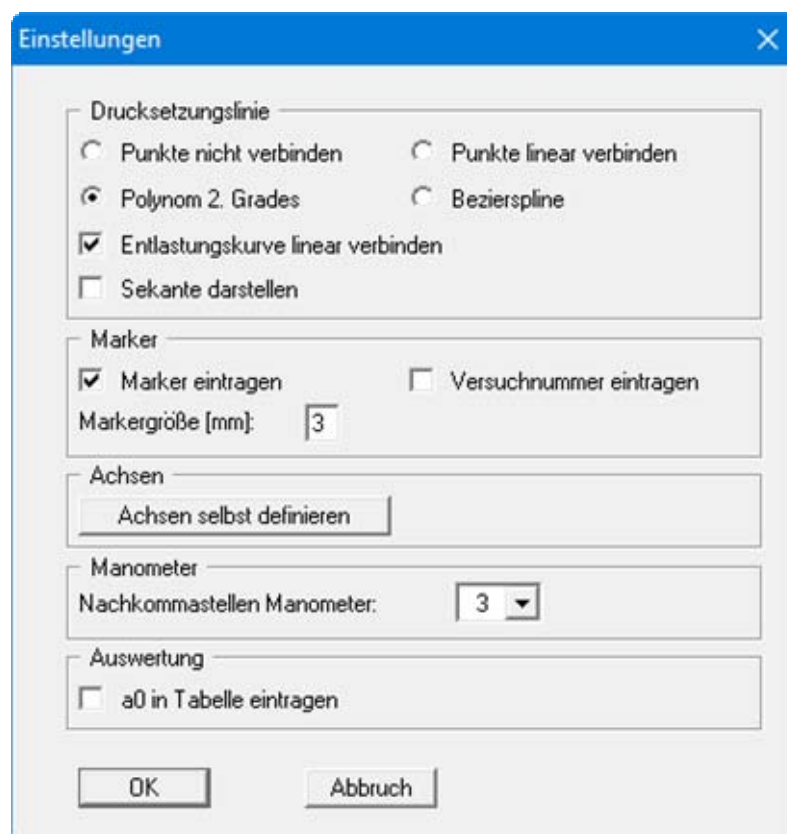 Einstellungen
Drucksetzungslinie
Punkte nicht verbinden
Punkte linear verbinden
Polynom 2. Grades
Bezierspline
Entlastungskurve linear verbinden
Sekante darstellen
Marker
Marker eintragen
Versuchnummer eintragen
Markergröße [mm]: 3
Achsen
Achsen selbst definieren
Manometer
Nachkommastellen Manometer: 3
Auswertung
a0 in Tabelle eintragen
OK
Abbruch